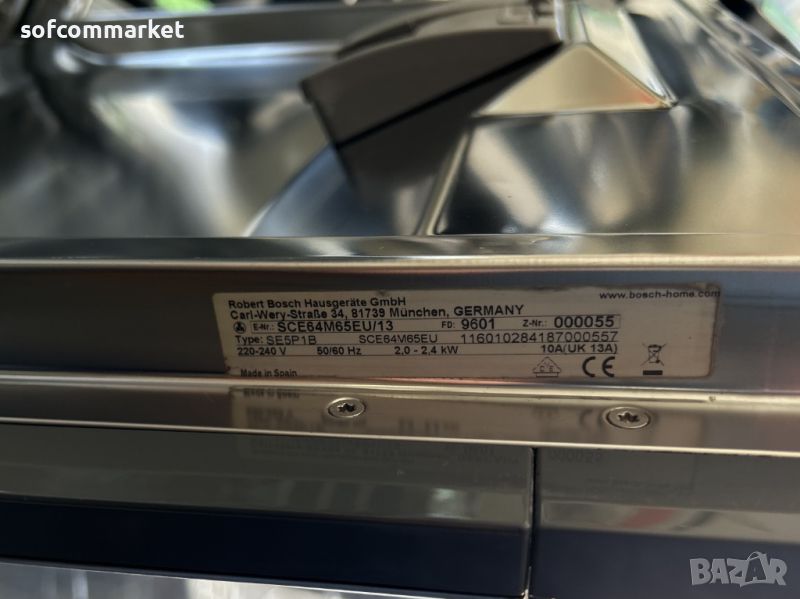 sofcommarket
Robert Bosch Hausgeräte GmbH
www.bosch-home.com
Carl-Wery-Straße 34, 81739 München, GERMANY
E-Nr.: SCE64M65EU/13 FD: 9601 Z-Nr.: 000055
Type: SE5P1B SCE64M65EU 116010284187000557
220-240 V 50/60 Hz 2,0 - 2,4 kW 10A(UK 13A)
Made in Spain
CE
BAZAR